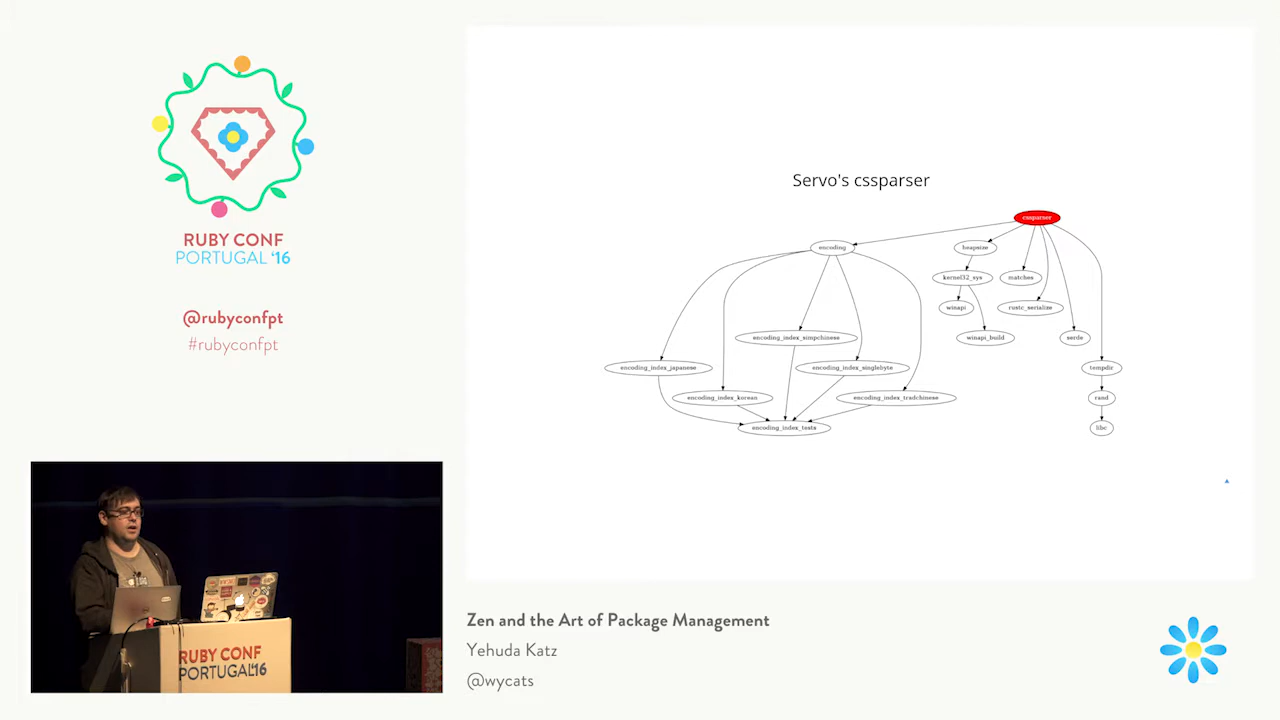 RUBY CONF
PORTUGAL '16
@rubyconfpt
#rubyconfpt
Servo's cssparser
cssparser
encoding
heapsize
kernel32_sys
matches
winapi
rustc_serialize
encoding_index_simpchinese
winapi_build
serde
encoding_index_japanese
encoding_index_singlebyte
tempdir
encoding_index_korean
encoding_index_tradchinese
rand
encoding_index_tests
libc
RUBY CONF
PORTUGAL'16
Zen and the Art of Package Management
Yehuda Katz
@wycats